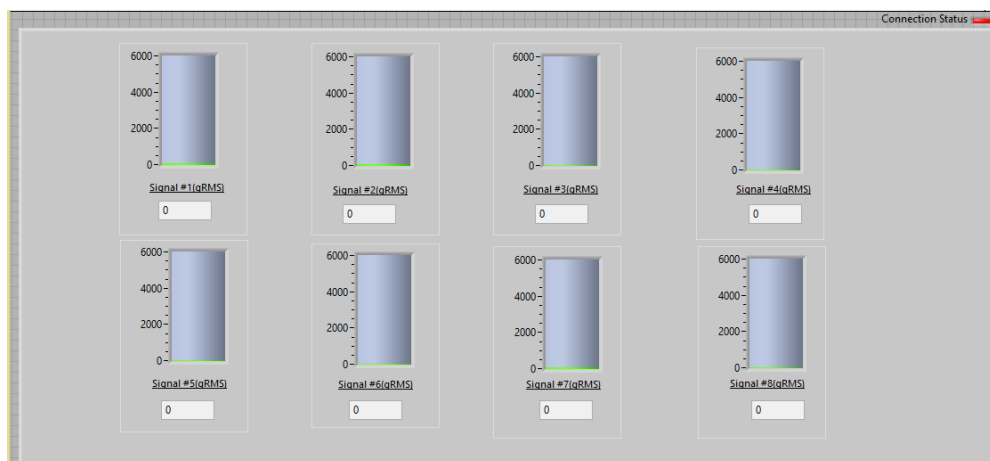 Connection Status
6000 6000 6000 6000
4000 4000 4000 4000
2000 2000 2000 2000
0 0 0 0
Signal #1(gRMS) Signal #2(gRMS) Signal #3(gRMS) Signal #4(gRMS)
0 0 0 0
6000 6000 6000 6000
4000 4000 4000 4000
2000 2000 2000 2000
0 0 0 0
Signal #5(gRMS) Signal #6(gRMS) Signal #7(gRMS) Signal #8(gRMS)
0 0 0 0